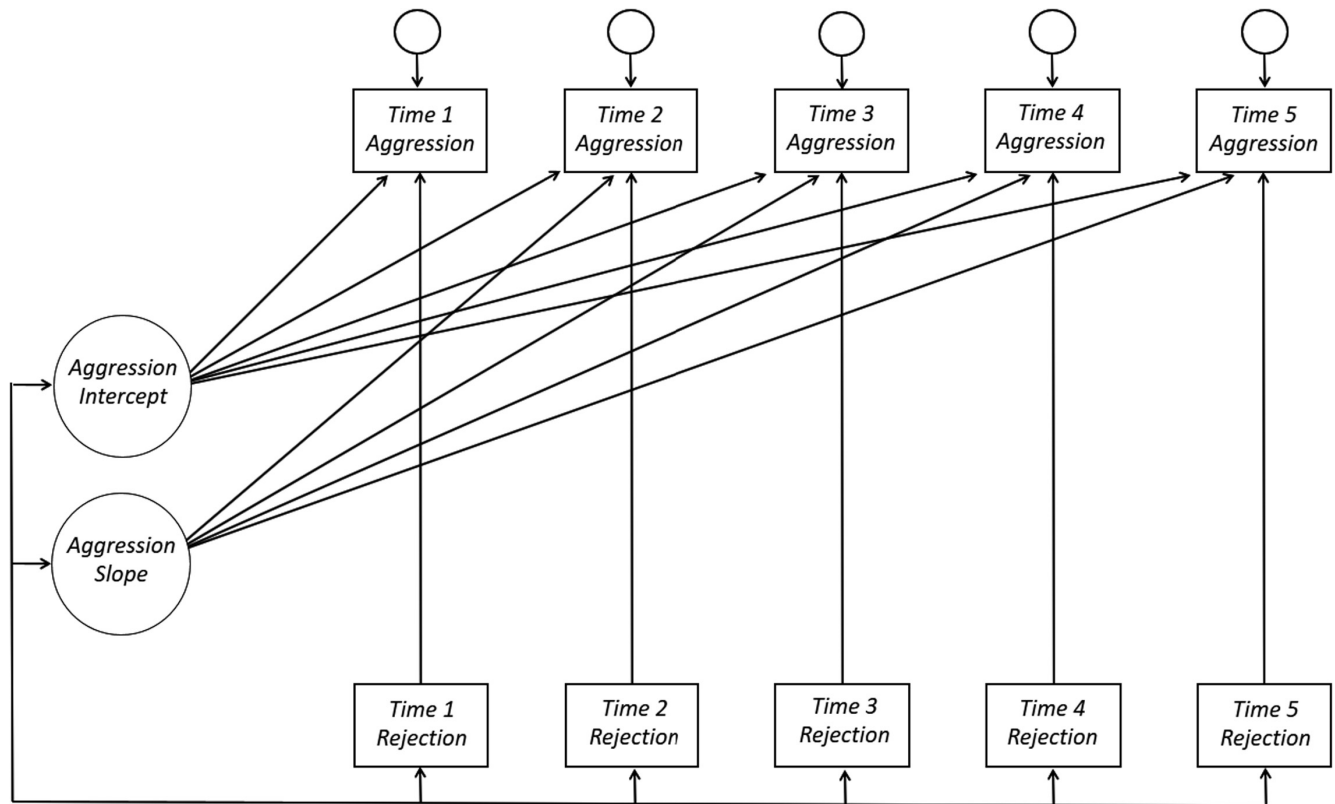 Time 1
Aggression
Time 2
Aggression
Time 3
Aggression
Time 4
Aggression
Time 5
Aggression
Aggression
Intercept
Aggression
Slope
Time 1
Rejection
Time 2
Rejection
Time 3
Rejection
Time 4
Rejection
Time 5
Rejection